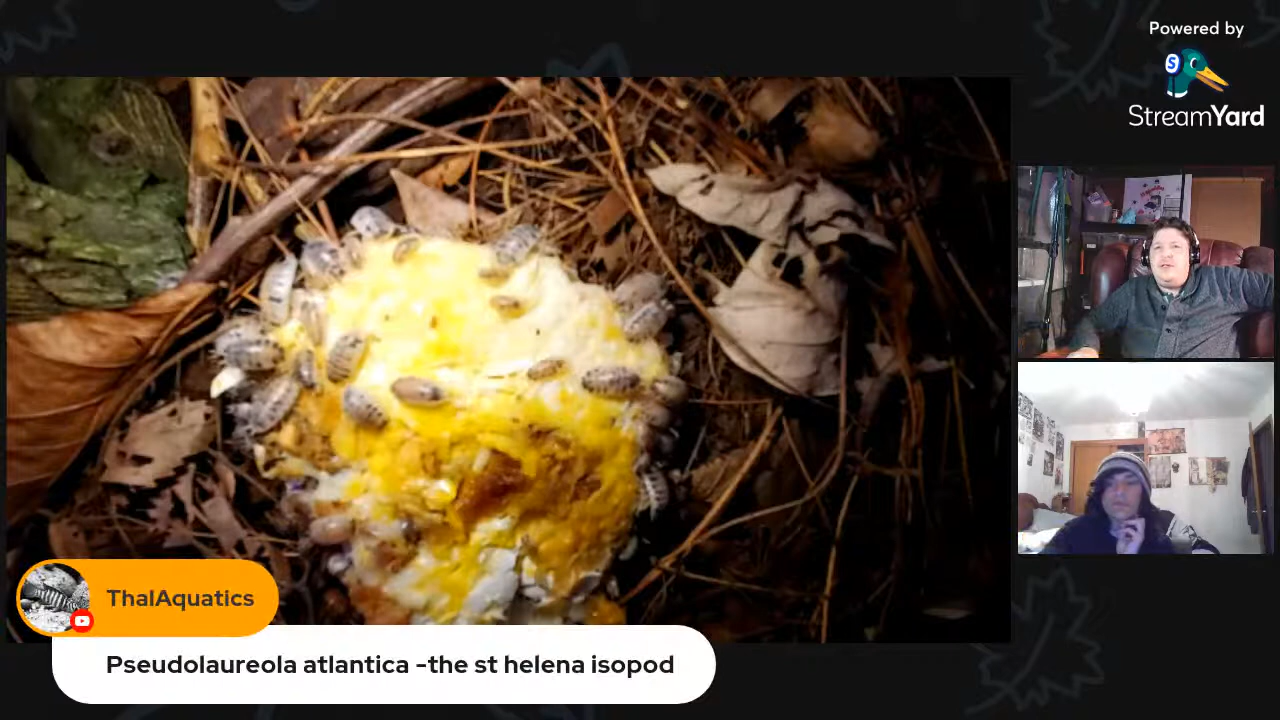 Powered by
StreamYard
ThalAquatics
Pseudolaureola atlantica -the st helena isopod